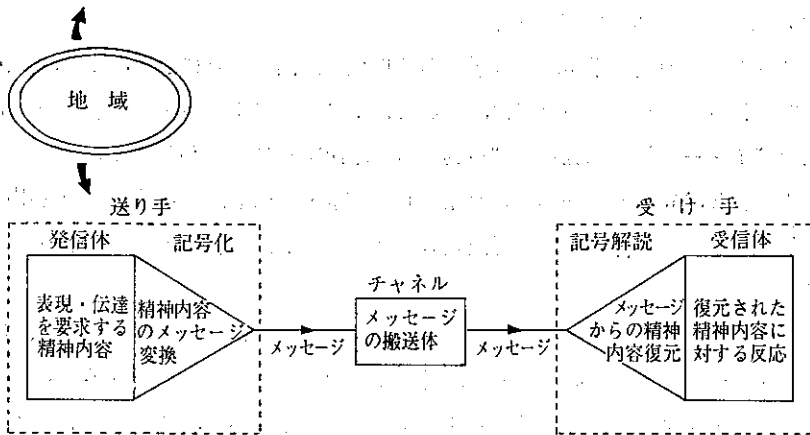 地域
送り手
受け手
発信体
記号化
記号解読
受信体
表現・伝達
を要求する
精神内容
精神内容
のメッセージ
変換
メッセージ
チャネル
メッセージ
の搬送体
メッセージ
メッセージ
からの精神
内容復元
復元された
精神内容に
対する反応